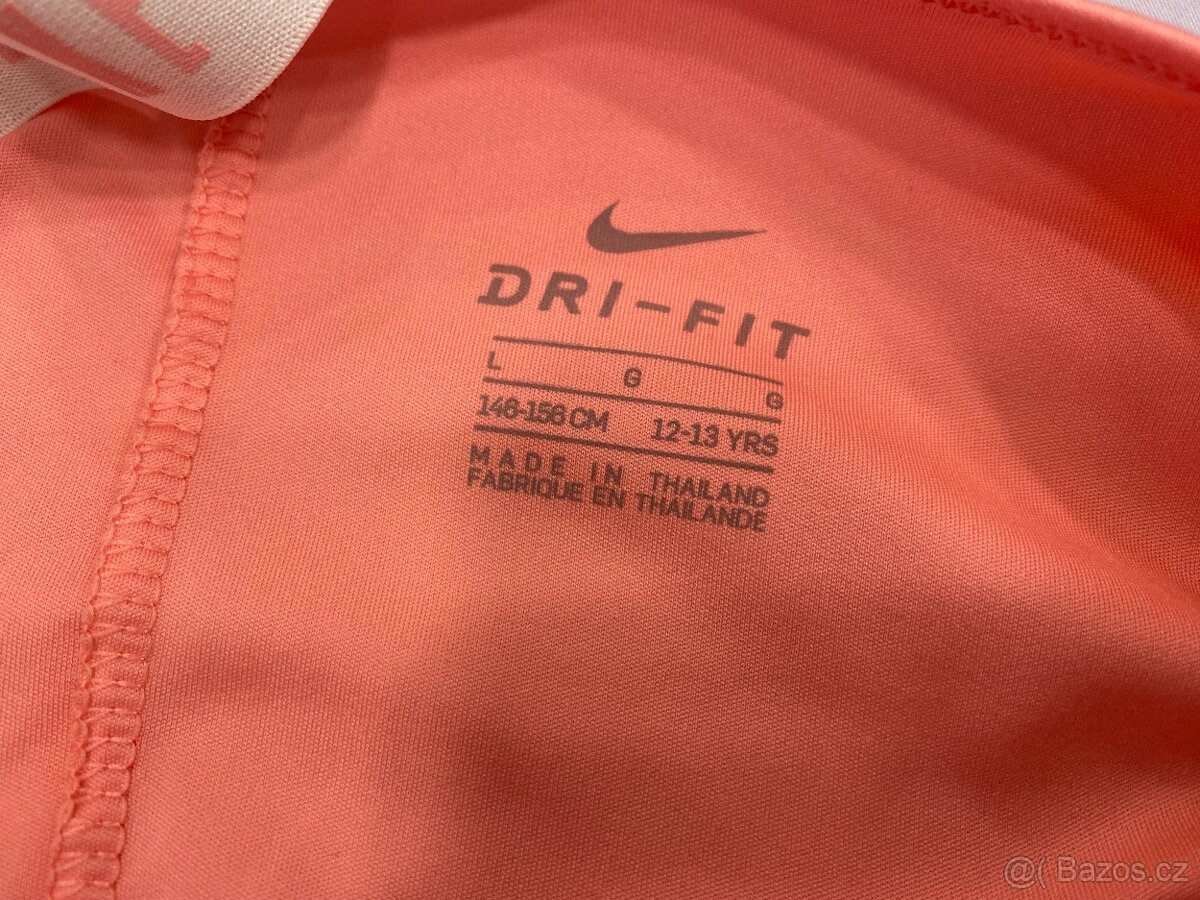 DRI-FIT
L G G
146-156 CM 12-13 YRS
MADE IN THAILAND
FABRIQUE EN THAILANDE
@( Bazos.cz